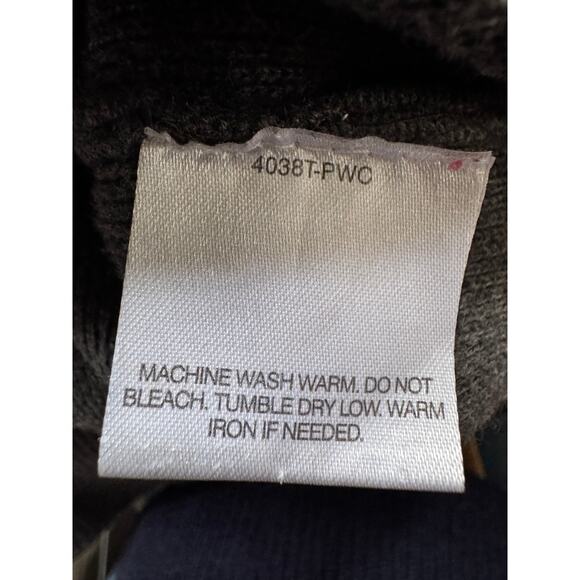 4038T-PWC
MACHINE WASH WARM. DO NOT
BLEACH. TUMBLE DRY LOW. WARM
IRON IF NEEDED.